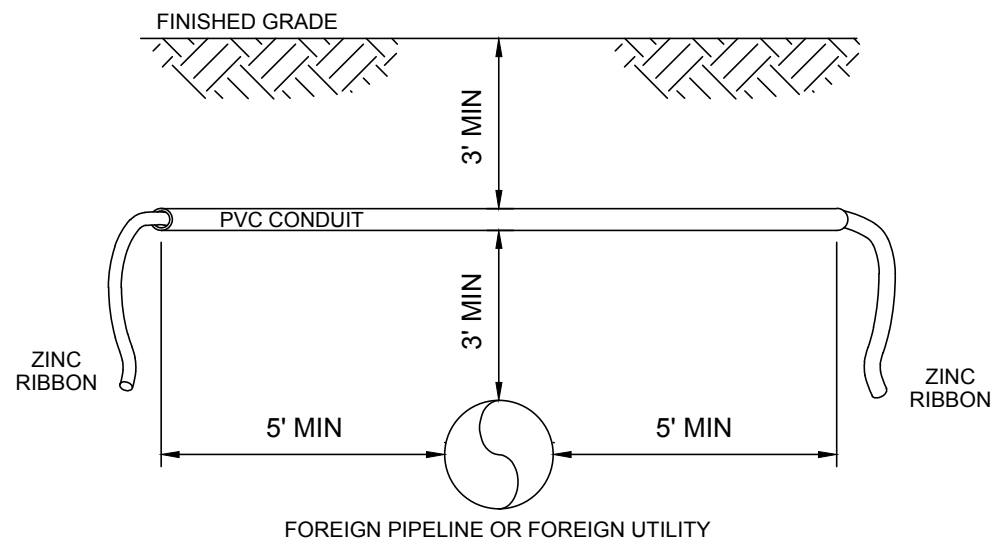 FINISHED GRADE
3' MIN
PVC CONDUIT
3' MIN
ZINC
RIBBON
ZINC
RIBBON
5' MIN
5' MIN
FOREIGN PIPELINE OR FOREIGN UTILITY